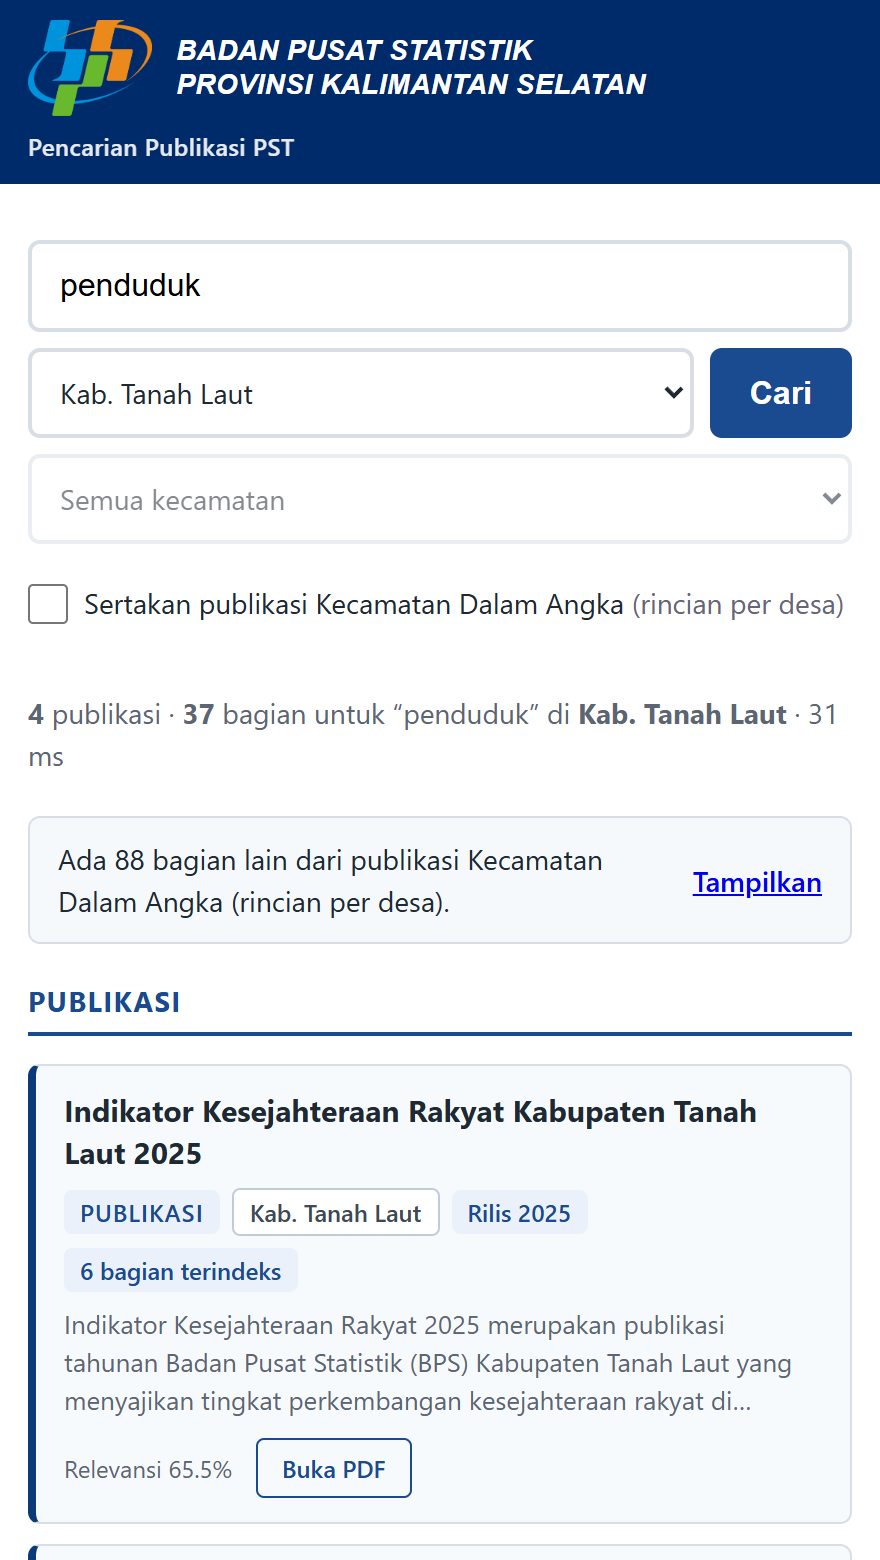 BADAN PUSAT STATISTIK
PROVINSI KALIMANTAN SELATAN
Pencarian Publikasi PST
penduduk
Kab. Tanah Laut
Cari
Semua kecamatan
Sertakan publikasi Kecamatan Dalam Angka (rincian per desa)
4 publikasi · 37 bagian untuk “penduduk” di Kab. Tanah Laut · 31
ms
Ada 88 bagian lain dari publikasi Kecamatan
Dalam Angka (rincian per desa).
Tampilkan
PUBLIKASI
Indikator Kesejahteraan Rakyat Kabupaten Tanah
Laut 2025
PUBLIKASI
Kab. Tanah Laut
Rilis 2025
6 bagian terindeks
Indikator Kesejahteraan Rakyat 2025 merupakan publikasi
tahunan Badan Pusat Statistik (BPS) Kabupaten Tanah Laut yang
menyajikan tingkat perkembangan kesejahteraan rakyat di...
Relevansi 65.5%
Buka PDF